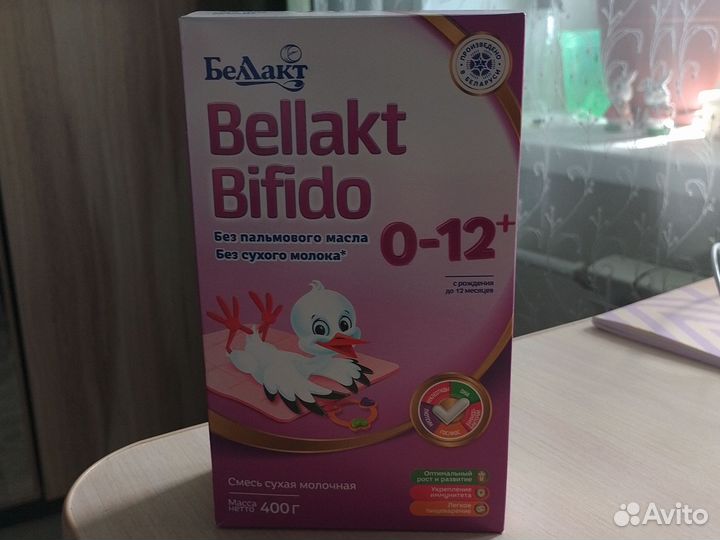 Беллакт
ПРОИЗВЕДЕНО В БЕЛАРУСИ
Bellakt
Bifido
Без пальмового масла
Без сухого молока*
0-12+
с рождения
до 12 месяцев
Смесь сухая молочная
Масса
нетто 400 г
Оптимальный
рост и развитие
Укрепление
иммунитета
Легкое
пищеварение
Avito